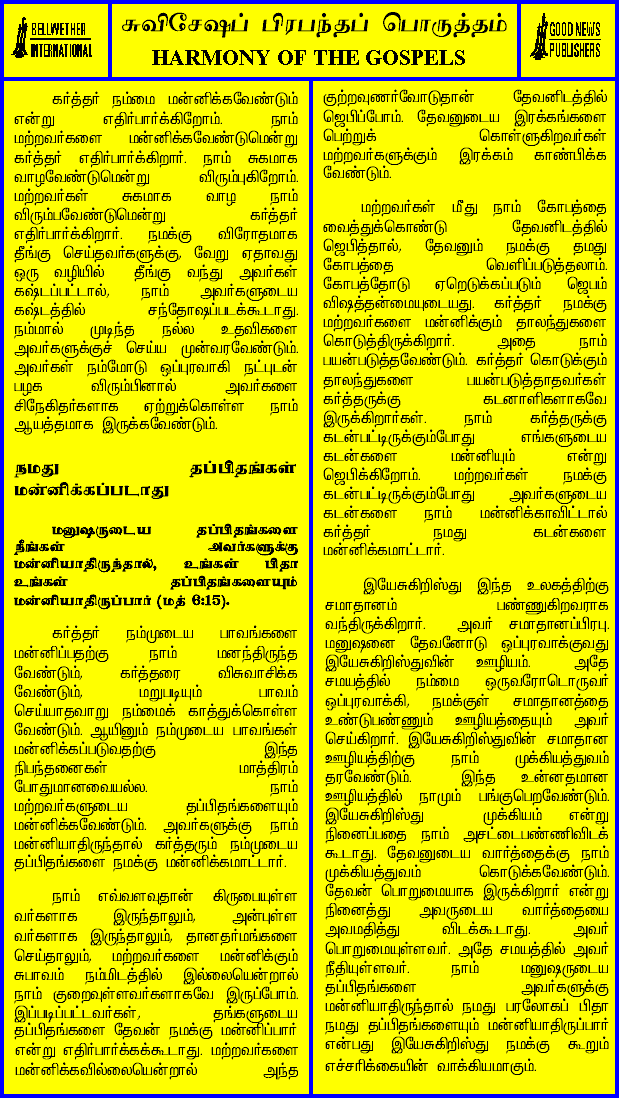 BELLWETHER
INTERNATIONAL
சுவிசேஷப் பிரபந்தப் பொருத்தம்
HARMONY OF THE GOSPELS
GOOD NEWS
PUBLISHERS
கர்த்தர் நம்மை மன்னிக்கவேண்டும்
என்று எதிர்பார்க்கிறோம். நாம்
மற்றவர்களை மன்னிக்கவேண்டுமென்று
கர்த்தர் எதிர்பார்க்கிறார். நாம் சுகமாக
வாழவேண்டுமென்று விரும்புகிறோம்.
மற்றவர்கள் சுகமாக வாழ நாம்
விரும்பவேண்டுமென்று கர்த்தர்
எதிர்பார்க்கிறார். நமக்கு விரோதமாக
தீங்கு செய்தவர்களுக்கு, வேறு ஏதாவது
ஒரு வழியில் தீங்கு வந்து அவர்கள்
கஷ்டப்பட்டால், நாம் அவர்களுடைய
கஷ்டத்தில் சந்தோஷப்படக்கூடாது.
நம்மால் முடிந்த நல்ல உதவிகளை
அவர்களுக்குச் செய்ய முன்வரவேண்டும்.
அவர்கள் நம்மோடு ஒப்புரவாகி நட்புடன்
பழக விரும்பினால் அவர்களை
சிநேகிதர்களாக ஏற்றுக்கொள்ள நாம்
ஆயத்தமாக இருக்கவேண்டும்.
நமது தப்பிதங்கள்
மன்னிக்கப்படாது
மனுஷருடைய தப்பிதங்களை
நீங்கள் அவர்களுக்கு
மன்னியாதிருந்தால், உங்கள் பிதா
உங்கள் தப்பிதங்களையும்
மன்னியாதிருப்பார் (மத் 6:15).
கர்த்தர் நம்முடைய பாவங்களை
மன்னிப்பதற்கு நாம் மனந்திருந்த
வேண்டும், கர்த்தரை விசுவாசிக்க
வேண்டும், மறுபடியும் பாவம்
செய்யாதவாறு நம்மைக் காத்துக்கொள்ள
வேண்டும். ஆயினும் நம்முடைய பாவங்கள்
மன்னிக்கப்படுவதற்கு இந்த
நிபந்தனைகள் மாத்திரம்
போதுமானவையல்ல. நாம்
மற்றவர்களுடைய தப்பிதங்களையும்
மன்னிக்கவேண்டும். அவர்களுக்கு நாம்
மன்னியாதிருந்தால் கர்த்தரும் நம்முடைய
தப்பிதங்களை நமக்கு மன்னிக்கமாட்டார்.
நாம் எவ்வளவுதான் கிருபையுள்ள
வர்களாக இருந்தாலும், அன்புள்ள
வர்களாக இருந்தாலும், தானதர்மங்களை
செய்தாலும், மற்றவர்களை மன்னிக்கும்
சுபாவம் நம்மிடத்தில் இல்லையென்றால்
நாம் குறைவுள்ளவர்களாகவே இருப்போம்.
இப்படிப்பட்டவர்கள், தங்களுடைய
தப்பிதங்களை தேவன் நமக்கு மன்னிப்பார்
என்று எதிர்பார்க்கக்கூடாது. மற்றவர்களை
மன்னிக்கவில்லையென்றால் அந்த
குற்றவுணர்வோடுதான் தேவனிடத்தில்
ஜெபிப்போம். தேவனுடைய இரக்கங்களை
பெற்றுக் கொள்ளுகிறவர்கள்
மற்றவர்களுக்கும் இரக்கம் காண்பிக்க
வேண்டும்.
மற்றவர்கள் மீது நாம் கோபத்தை
வைத்துக்கொண்டு தேவனிடத்தில்
ஜெபித்தால், தேவனும் நமக்கு தமது
கோபத்தை வெளிப்படுத்தலாம்.
கோபத்தோடு ஏறெடுக்கப்படும் ஜெபம்
விஷத்தன்மையுடையது. கர்த்தர் நமக்கு
மற்றவர்களை மன்னிக்கும் தாலந்துகளை
கொடுத்திருக்கிறார். அதை நாம்
பயன்படுத்தவேண்டும். கர்த்தர் கொடுக்கும்
தாலந்துகளை பயன்படுத்தாதவர்கள்
கர்த்தருக்கு கடனாளிகளாகவே
இருக்கிறார்கள். நாம் கர்த்தருக்கு
கடன்பட்டிருக்கும்போது எங்களுடைய
கடன்களை மன்னியும் என்று
ஜெபிக்கிறோம். மற்றவர்கள் நமக்கு
கடன்பட்டிருக்கும்போது அவர்களுடைய
கடன்களை நாம் மன்னிக்காவிட்டால்
கர்த்தர் நமது கடன்களை
மன்னிக்கமாட்டார்.
இயேசுகிறிஸ்து இந்த உலகத்திற்கு
சமாதானம் பண்ணுகிறவராக
வந்திருக்கிறார். அவர் சமாதானப்பிரபு.
மனுஷனை தேவனோடு ஒப்புரவாக்குவது
இயேசுகிறிஸ்துவின் ஊழியம். அதே
சமயத்தில் நம்மை ஒருவரோடொருவர்
ஒப்புரவாக்கி, நமக்குள் சமாதானத்தை
உண்டுபண்ணும் ஊழியத்தையும் அவர்
செய்கிறார். இயேசுகிறிஸ்துவின் சமாதான
ஊழியத்திற்கு நாம் முக்கியத்துவம்
தரவேண்டும். இந்த உன்னதமான
ஊழியத்தில் நாமும் பங்குபெறவேண்டும்.
இயேசுகிறிஸ்து முக்கியம் என்று
நினைப்பதை நாம் அசட்டைபண்ணிவிடக்
கூடாது. தேவனுடைய வார்த்தைக்கு நாம்
முக்கியத்துவம் கொடுக்கவேண்டும்.
தேவன் பொறுமையாக இருக்கிறார் என்று
நினைத்து அவருடைய வார்த்தையை
அவமதித்து விடக்கூடாது. அவர்
பொறுமையுள்ளவர். அதே சமயத்தில் அவர்
நீதியுள்ளவர். நாம் மனுஷருடைய
தப்பிதங்களை அவர்களுக்கு
மன்னியாதிருந்தால் நமது பரலோகப் பிதா
நமது தப்பிதங்களையும் மன்னியாதிருப்பார்
என்பது இயேசுகிறிஸ்து நமக்கு கூறும்
எச்சரிக்கையின் வாக்கியமாகும்.